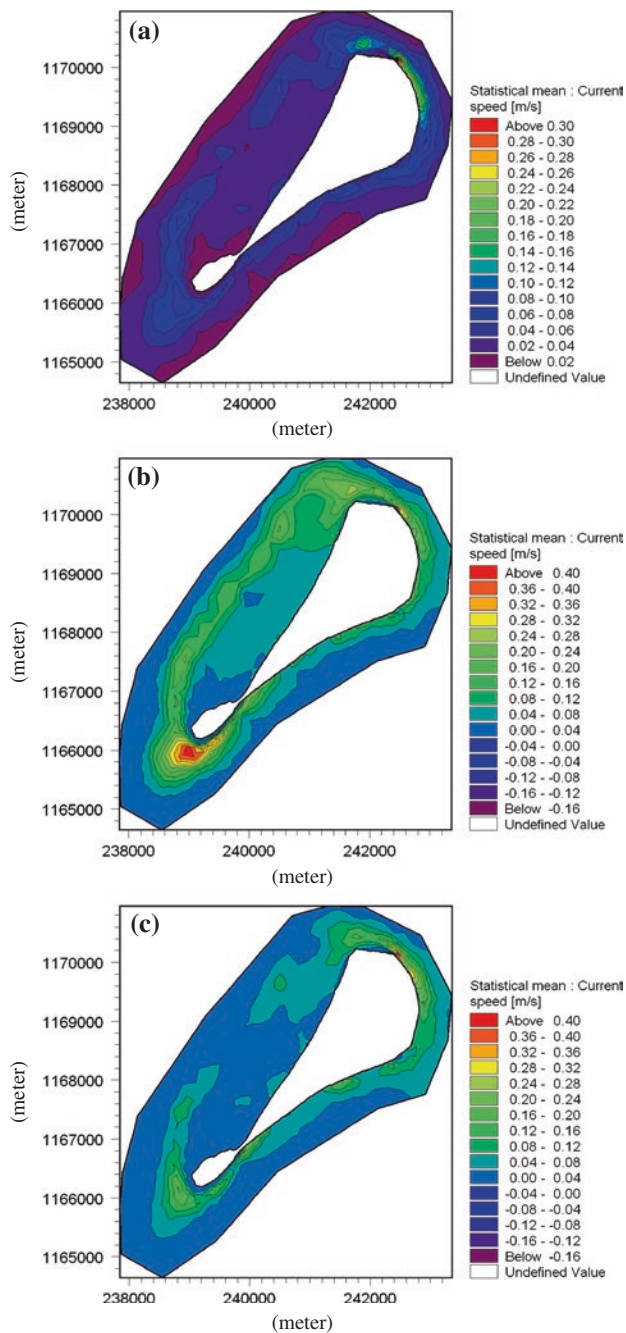 (a)
1170000
1169000
1168000
1167000
1166000
1165000
(meter)
238000 240000 242000
(meter)
Statistical mean : Current
speed [m/s]
Above 0.30
0.28 - 0.30
0.26 - 0.28
0.24 - 0.26
0.22 - 0.24
0.20 - 0.22
0.18 - 0.20
0.16 - 0.18
0.14 - 0.16
0.12 - 0.14
0.10 - 0.12
0.08 - 0.10
0.06 - 0.08
0.04 - 0.06
0.02 - 0.04
Below 0.02
Undefined Value
(b)
1170000
1169000
1168000
1167000
1166000
1165000
(meter)
238000 240000 242000
(meter)
Statistical mean : Current
speed [m/s]
Above 0.40
0.36 - 0.40
0.32 - 0.36
0.28 - 0.32
0.24 - 0.28
0.20 - 0.24
0.16 - 0.20
0.12 - 0.16
0.08 - 0.12
0.04 - 0.08
0.00 - 0.04
-0.04 - 0.00
-0.08 - -0.04
-0.12 - -0.08
-0.16 - -0.12
Below -0.16
Undefined Value
(c)
1170000
1169000
1168000
1167000
1166000
1165000
(meter)
238000 240000 242000
(meter)
Statistical mean : Current
speed [m/s]
Above 0.40
0.36 - 0.40
0.32 - 0.36
0.28 - 0.32
0.24 - 0.28
0.20 - 0.24
0.16 - 0.20
0.12 - 0.16
0.08 - 0.12
0.04 - 0.08
0.00 - 0.04
-0.04 - 0.00
-0.08 - -0.04
-0.12 - -0.08
-0.16 - -0.12
Below -0.16
Undefined Value